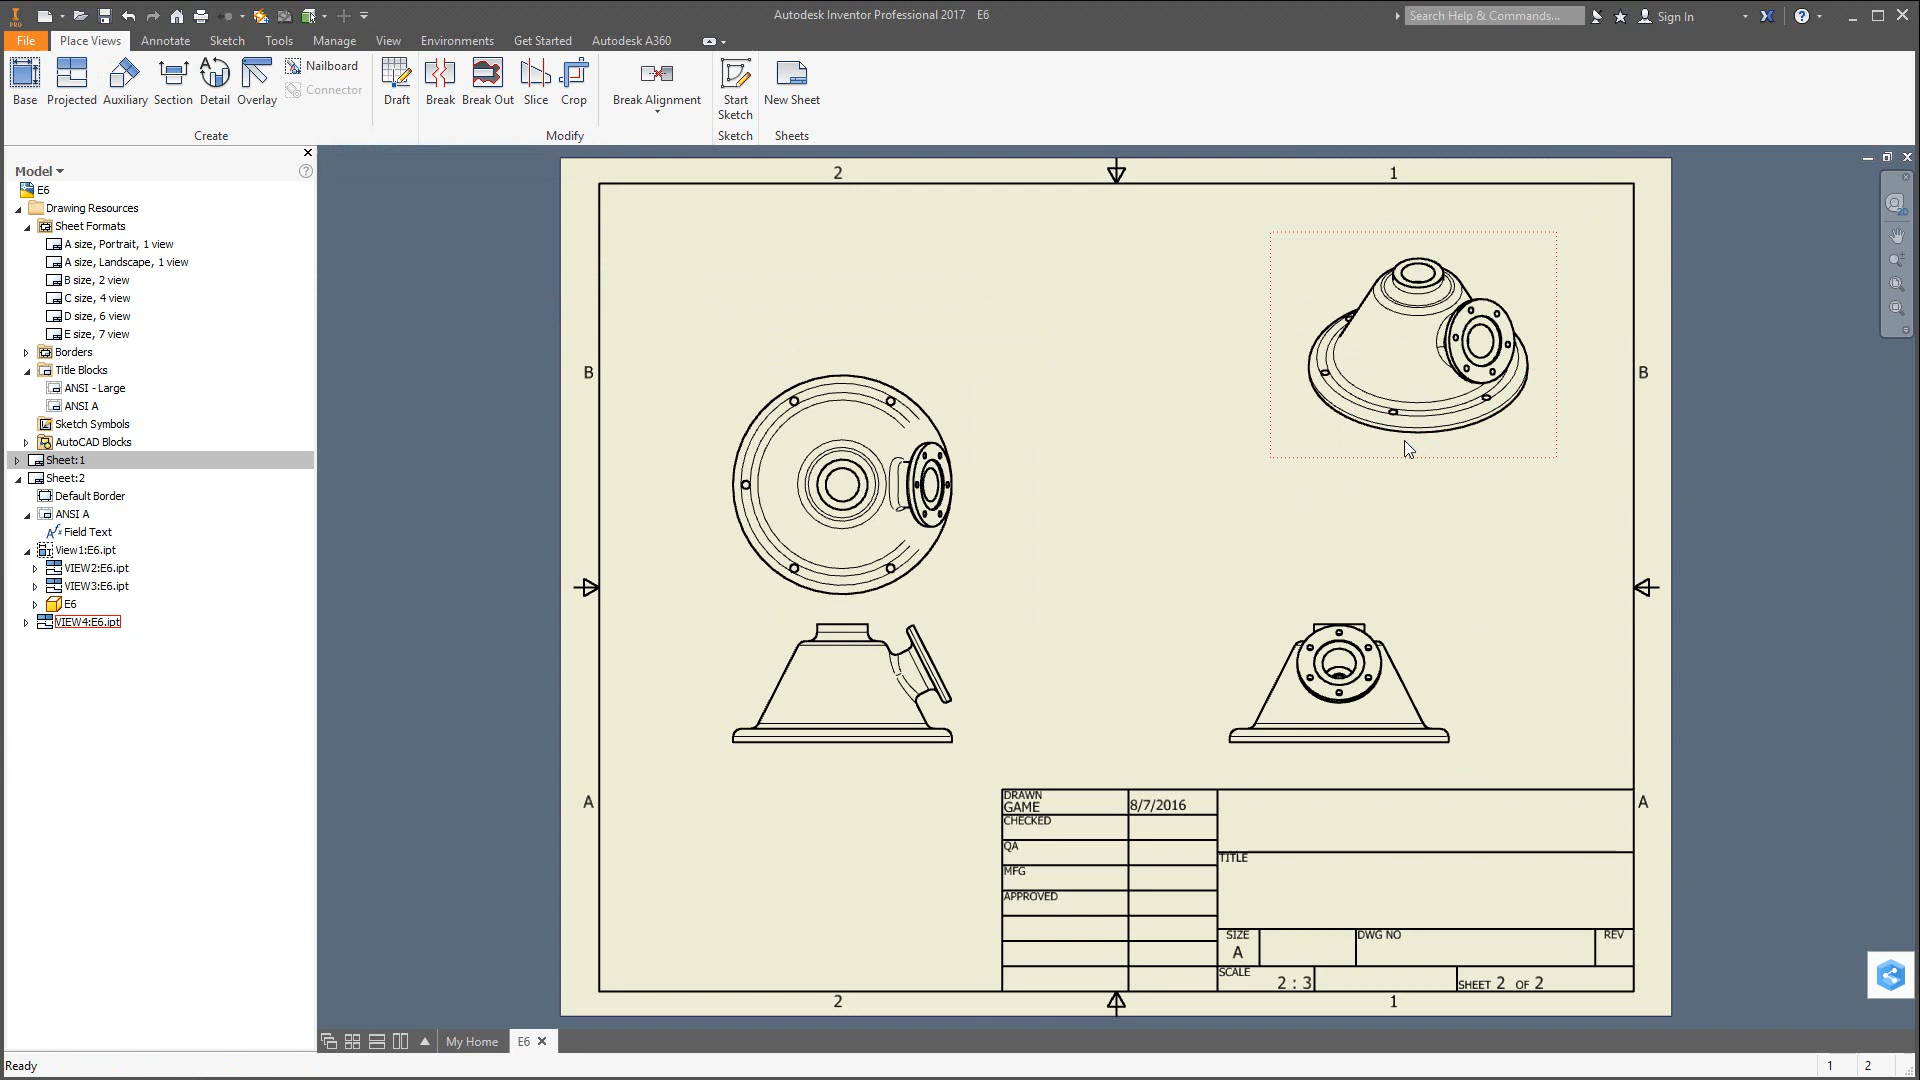 Autodesk Inventor Professional 2017 E6
Search Help & Commands...
Sign In
PRO
File
Place Views
Annotate
Sketch
Tools
Manage
View
Environments
Get Started
Autodesk A360
Base
Projected
Auxiliary
Section
Detail
Overlay
Nailboard
Connector
Draft
Break
Break Out
Slice
Crop
Break Alignment
Start
Sketch
New Sheet
Create
Modify
Sketch
Sheets
Model
E6
Drawing Resources
Sheet Formats
A size, Portrait, 1 view
A size, Landscape, 1 view
B size, 2 view
C size, 4 view
D size, 6 view
E size, 7 view
Borders
Title Blocks
ANSI - Large
ANSI A
Sketch Symbols
AutoCAD Blocks
Sheet:1
Sheet:2
Default Border
ANSI A
Field Text
View1:E6.ipt
VIEW2:E6.ipt
VIEW3:E6.ipt
E6
VIEW4:E6.ipt
2
1
B
B
A
A
DRAWN
GAME
8/7/2016
CHECKED
QA
MFG
APPROVED
TITLE
SIZE
A
DWG NO
REV
SCALE
2 : 3
SHEET 2 OF 2
2
1
2D
My Home
E6
Ready
1
2